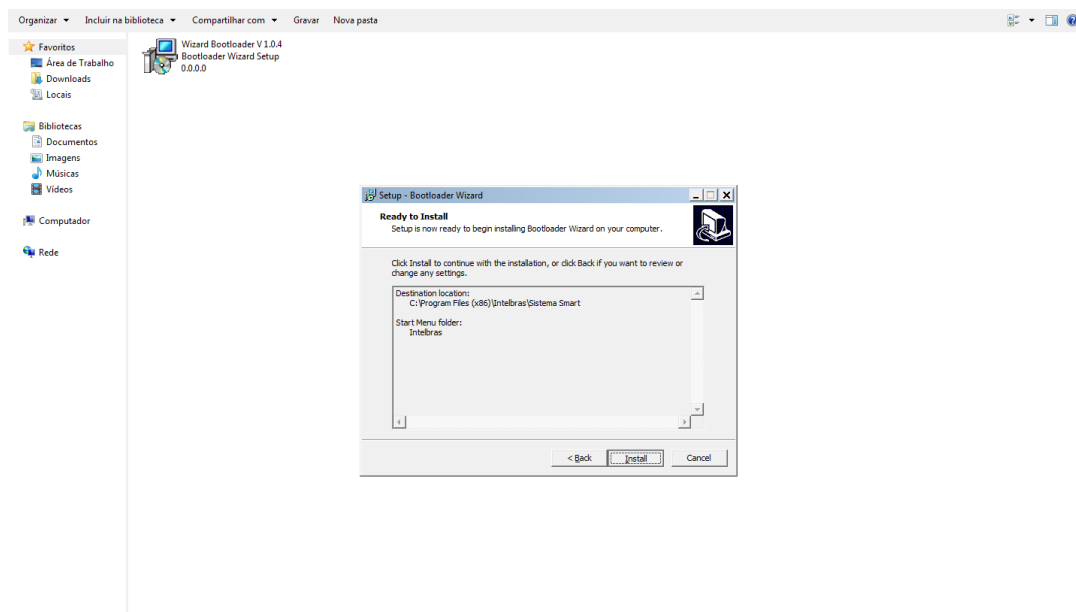 Organizar Incluir na biblioteca Compartilhar com Gravar Nova pasta
Favoritos
Área de Trabalho
Downloads
Locais
Bibliotecas
Documentos
Imagens
Músicas
Vídeos
Computador
Rede
Wizard Bootloader V 1.0.4
Bootloader Wizard Setup
0.0.0.0
Setup - Bootloader Wizard
Ready to Install
Setup is now ready to begin installing Bootloader Wizard on your computer.
Click Install to continue with the installation, or click Back if you want to review or
change any settings.
Destination location:
C:\Program Files (x86)\Intelbras\Sistema Smart
Start Menu folder:
Intelbras
< Back Install Cancel